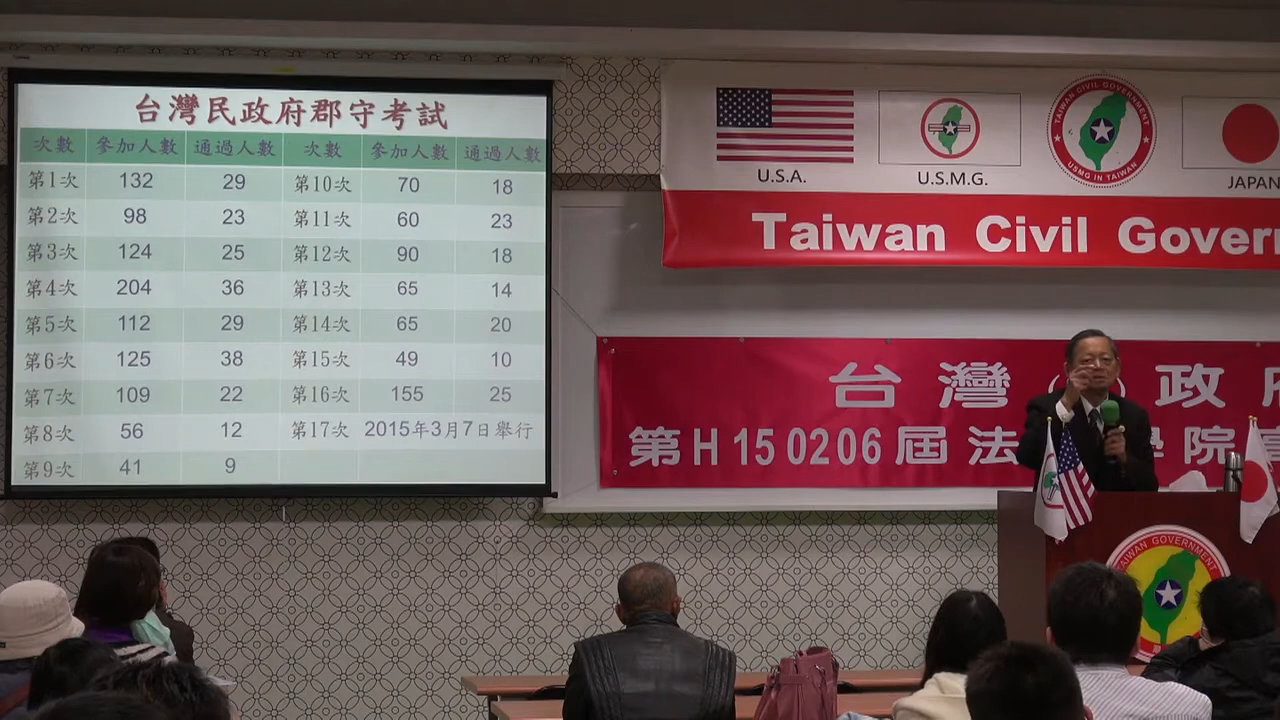 台灣民政府郡守考試
次數 參加人數 通過人數 次數 參加人數 通過人數
第1次 132 29 第10次 70 18
第2次 98 23 第11次 60 23
第3次 124 25 第12次 90 18
第4次 204 36 第13次 65 14
第5次 112 29 第14次 65 20
第6次 125 38 第15次 49 10
第7次 109 22 第16次 155 25
第8次 56 12 第17次 2015年3月7日舉行
第9次 41 9
TAIWAN CIVIL GOVERNMENT
USMG IN TAIWAN
U.S.A. U.S.M.G. JAPAN
Taiwan Civil Govern
台灣 政府
第H150206屆法 學院
TAIWAN GOVERNMENT